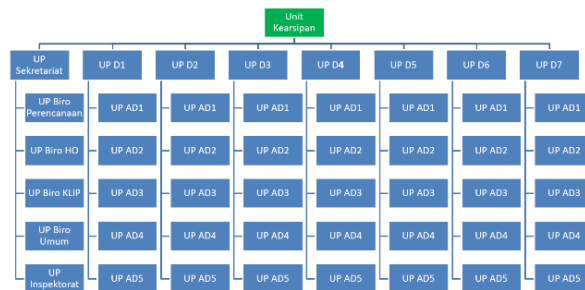 Unit
Kearsipan
UP
Sekretariat
UP D1
UP D2
UP D3
UP D4
UP D5
UP D6
UP D7
UP Biro
Perencanaan
UP AD1
UP AD1
UP AD1
UP AD1
UP AD1
UP AD1
UP AD1
UP Biro HO
UP AD2
UP AD2
UP AD2
UP AD2
UP AD2
UP AD2
UP AD2
UP Biro KLIP
UP AD3
UP AD3
UP AD3
UP AD3
UP AD3
UP AD3
UP AD3
UP Biro
Umum
UP AD4
UP AD4
UP AD4
UP AD4
UP AD4
UP AD4
UP AD4
UP
Inspektorat
UP AD5
UP AD5
UP AD5
UP AD5
UP AD5
UP AD5
UP AD5